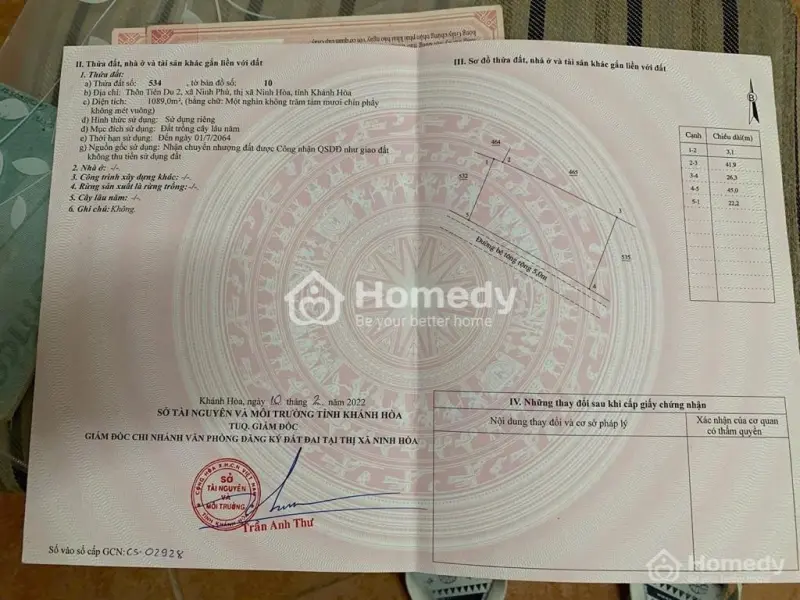 II. Thửa đất, nhà ở và tài sản khác gắn liền với đất
1. Thửa đất:
a) Thửa đất số: 534 , tờ bản đồ số: 10
b) Địa chỉ: Thôn Tiên Du 2, xã Ninh Phú, thị xã Ninh Hòa, tỉnh Khánh Hòa
c) Diện tích: 1089,0m², (bằng chữ: Một nghìn không trăm tám mươi chín phẩy
không mét vuông)
d) Hình thức sử dụng: Sử dụng riêng
đ) Mục đích sử dụng: Đất trồng cây lâu năm
e) Thời hạn sử dụng: Đến ngày 01/7/2064
g) Nguồn gốc sử dụng: Nhận chuyển nhượng đất được Công nhận QSDĐ như giao đất
không thu tiền sử dụng đất
2. Nhà ở: -/-
3. Công trình xây dựng khác: -/-
4. Rừng sản xuất là rừng trồng: -/-
5. Cây lâu năm: -/-
6. Ghi chú: Không.
Khánh Hòa, ngày 10 tháng 2 năm 2022
SỞ TÀI NGUYÊN VÀ MÔI TRƯỜNG TỈNH KHÁNH HÒA
TUQ. GIÁM ĐỐC
GIÁM ĐỐC CHI NHÁNH VĂN PHÒNG ĐĂNG KÝ ĐẤT ĐAI TẠI THỊ XÃ NINH HÒA
CỘNG HÒA X.H.C.N VIỆT NAM
SỞ
TÀI NGUYÊN
VÀ
MÔI TRƯỜNG
Trần Anh Thư
Số vào sổ cấp GCN: CS-02928
III. Sơ đồ thửa đất, nhà ở và tài sản khác gắn liền với đất
B
Cạnh Chiều dài(m)
1-2 3,1
2-3 41,9
3-4 26,3
4-5 45,0
5-1 22,2
464
465
532
535
1
2
3
4
5
Đường bê tông rộng 5,0m
Homedy
Be your better home
IV. Những thay đổi sau khi cấp giấy chứng nhận
Nội dung thay đổi và cơ sở pháp lý
Xác nhận của cơ quan
có thẩm quyền
Homedy